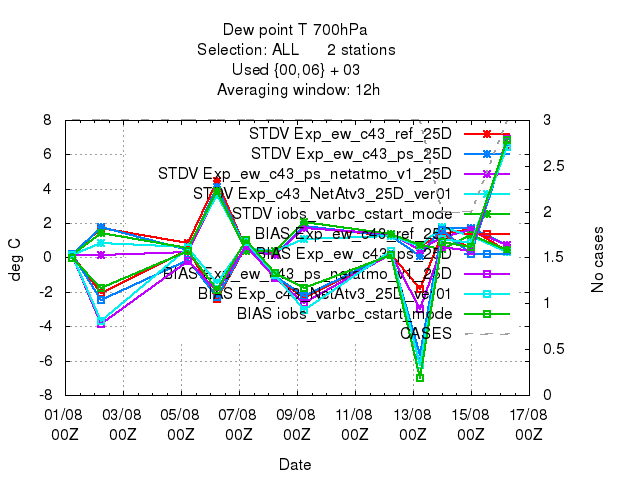 Dew point T 700hPa
Selection: ALL 2 stations
Used {00,06} + 03
Averaging window: 12h
8 3
STDV Exp_ew_c43_ref_25D
STDV Exp_ew_c43_ps_25D
6 2.5
STDV Exp_ew_c43_ps_netatmo_v1_25D
4
STDV Exp_c43_NetAtv3_25D_ver01
2
STDV iobs_varbc_cstart_mode
2
BIAS Exp_ew_c43_ref_25D
BIAS Exp_ew_c43_ps_25D
0 1.5
BIAS Exp_ew_c43_ps_netatmo_v1_25D
-2
BIAS Exp_c43_NetAtv3_25D_ver01
1
BIAS iobs_varbc_cstart_mode
-4
CASES
-6 0.5
-8 0
deg C
No cases
01/08 03/08 05/08 07/08 09/08 11/08 13/08 15/08 17/08
00Z 00Z 00Z 00Z 00Z 00Z 00Z 00Z 00Z
Date